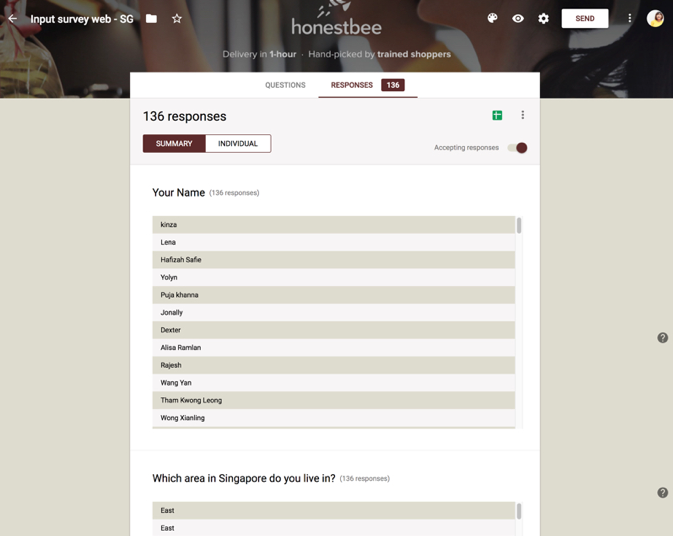 Input survey web - SG
SEND
honestbee
Delivery in 1-hour · Hand-picked by trained shoppers
QUESTIONS
RESPONSES 136
136 responses
SUMMARY
INDIVIDUAL
Accepting responses
Your Name (136 responses)
kinza
Lena
Hafizah Safie
Yolyn
Puja khanna
Jonally
Dexter
Alisa Ramlan
Rajesh
Wang Yan
Tham Kwong Leong
Wong Xianling
Which area in Singapore do you live in? (136 responses)
East
East